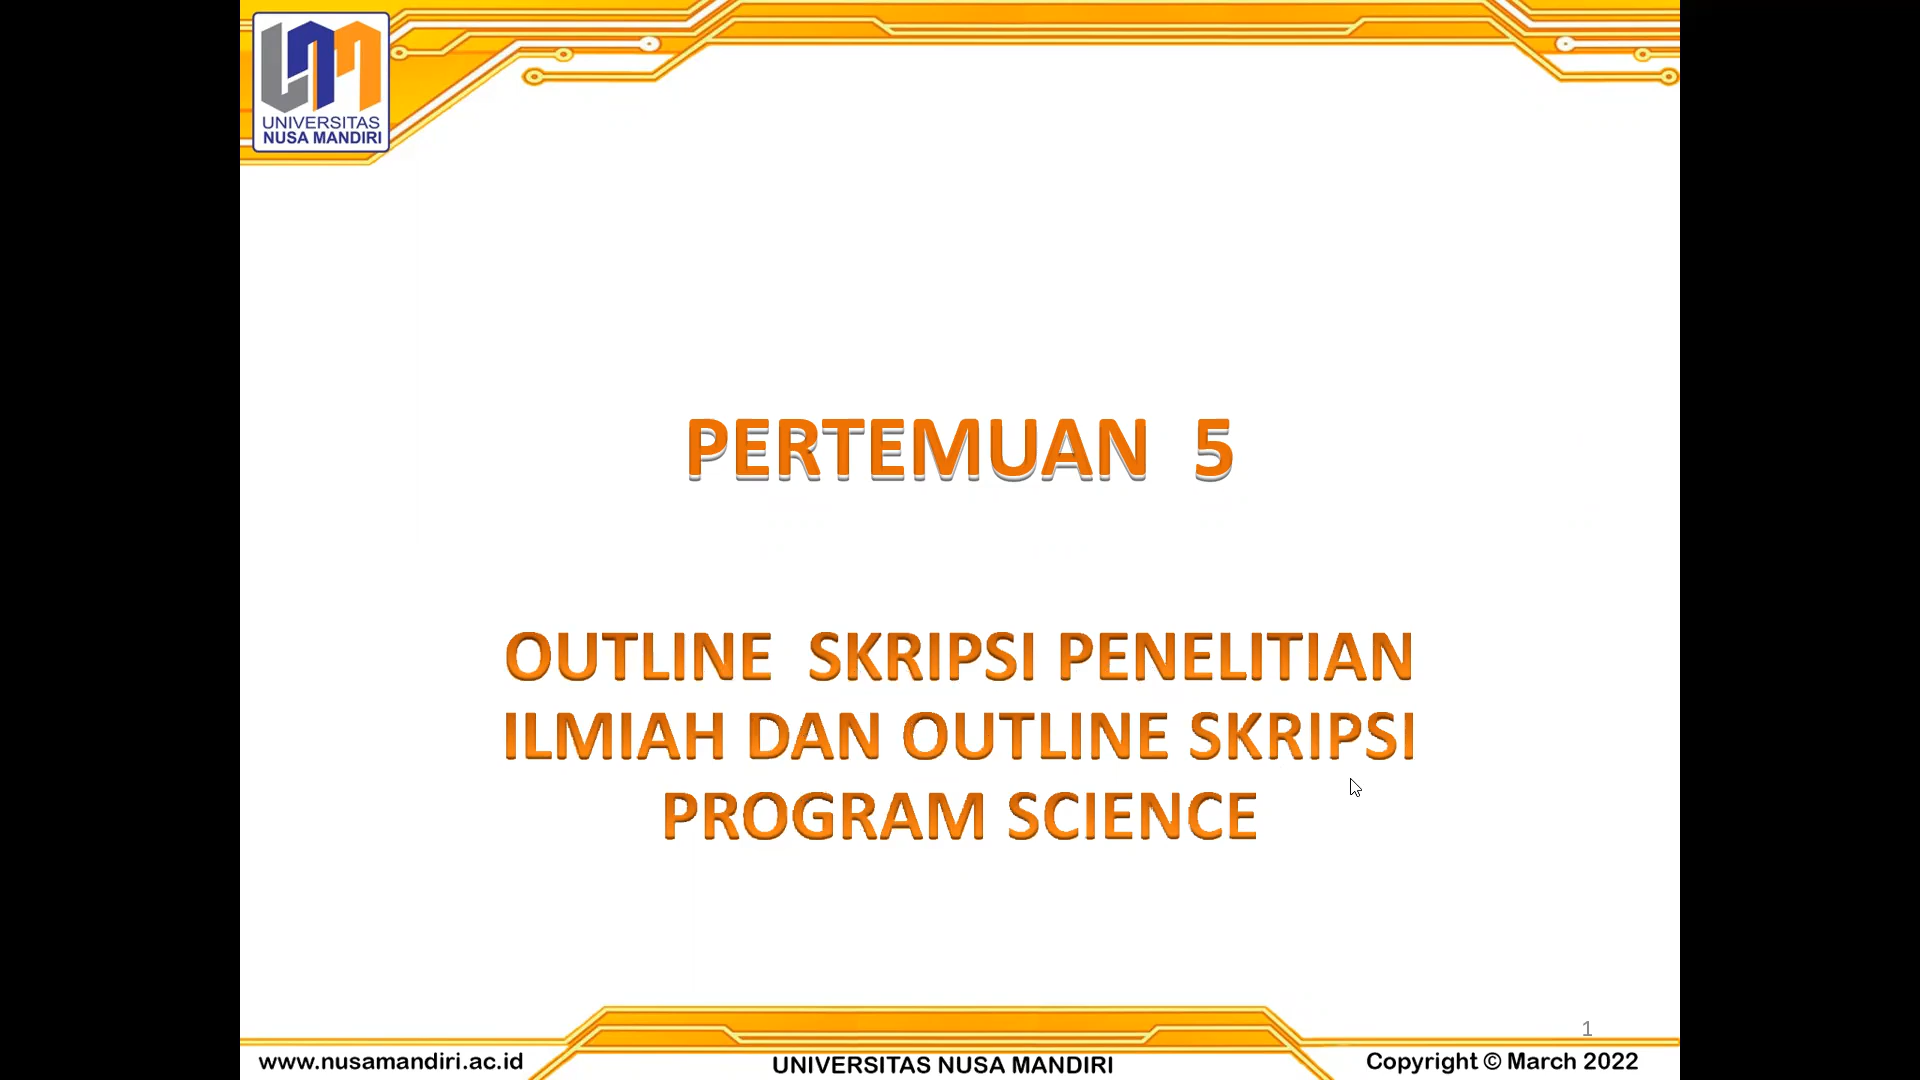 UNIVERSITAS
NUSA MANDIRI
PERTEMUAN 5
OUTLINE SKRIPSI PENELITIAN
ILMIAH DAN OUTLINE SKRIPSI
PROGRAM SCIENCE
1
www.nusamandiri.ac.id
UNIVERSITAS NUSA MANDIRI
Copyright © March 2022